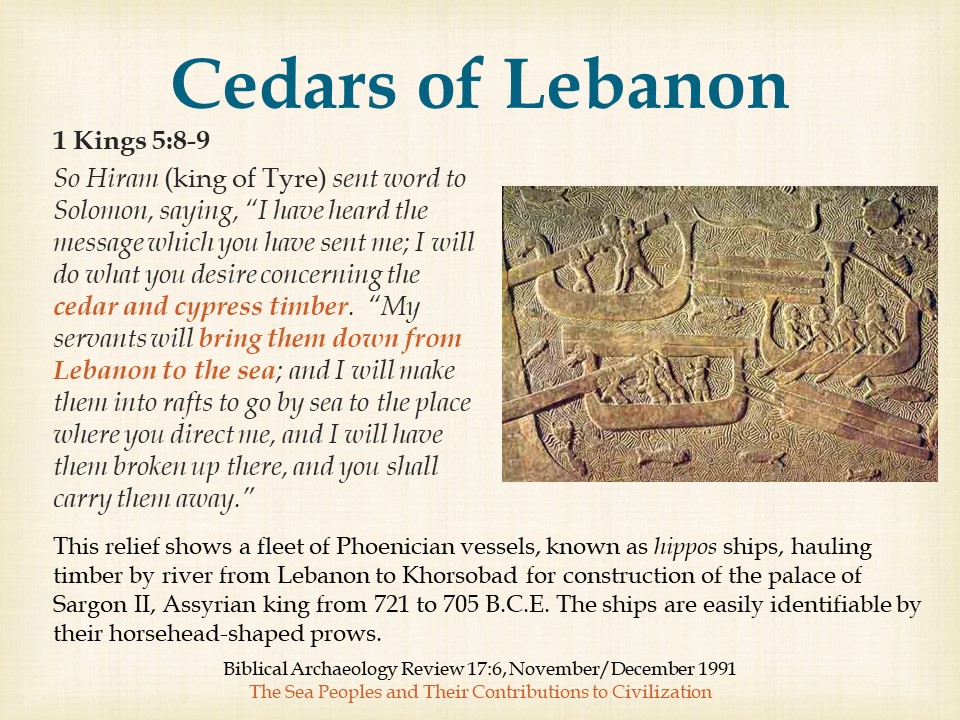 Cedars of Lebanon
1 Kings 5:8-9
So Hiram (king of Tyre) sent word to
Solomon, saying, “I have heard the
message which you have sent me; I will
do what you desire concerning the
cedar and cypress timber.  “My
servants will bring them down from
Lebanon to the sea; and I will make
them into rafts to go by sea to the place
where you direct me, and I will have
them broken up there, and you shall
carry them away.”
This relief shows a fleet of Phoenician vessels, known as hippos ships, hauling
timber by river from Lebanon to Khorsobad for construction of the palace of
Sargon II, Assyrian king from 721 to 705 B.C.E. The ships are easily identifiable by
their horsehead-shaped prows.
Biblical Archaeology Review 17:6, November/December 1991
The Sea Peoples and Their Contributions to Civilization